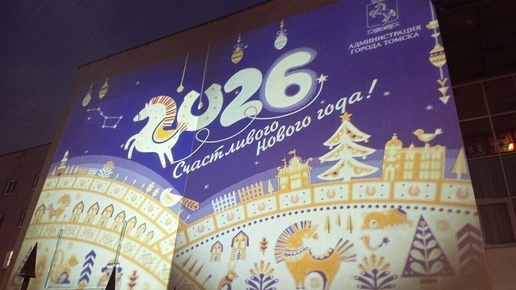 АДМИНИСТРАЦИЯ
ГОРОДА ТОМСКА
2026
Счастливого
Нового года!